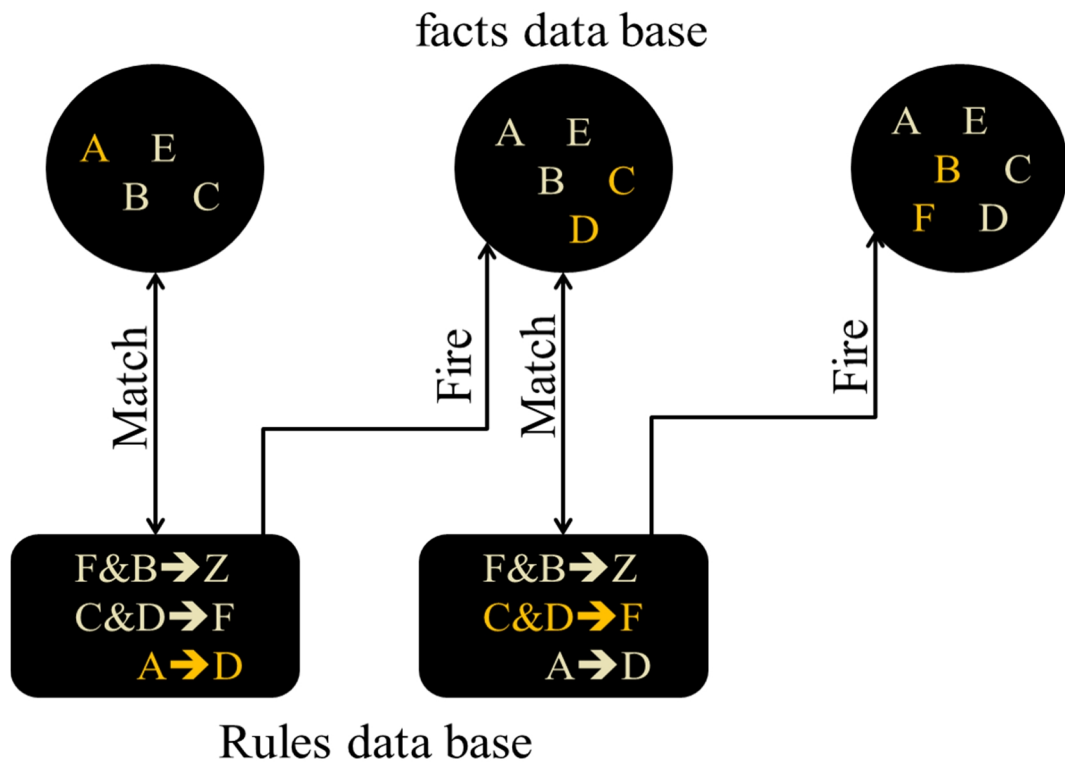 facts data base
A E
B C
A E
B C
D
A E
B C
F D
Match
Fire
Match
Fire
F&B➔Z
C&D➔F
A➔D
F&B➔Z
C&D➔F
A➔D
Rules data base